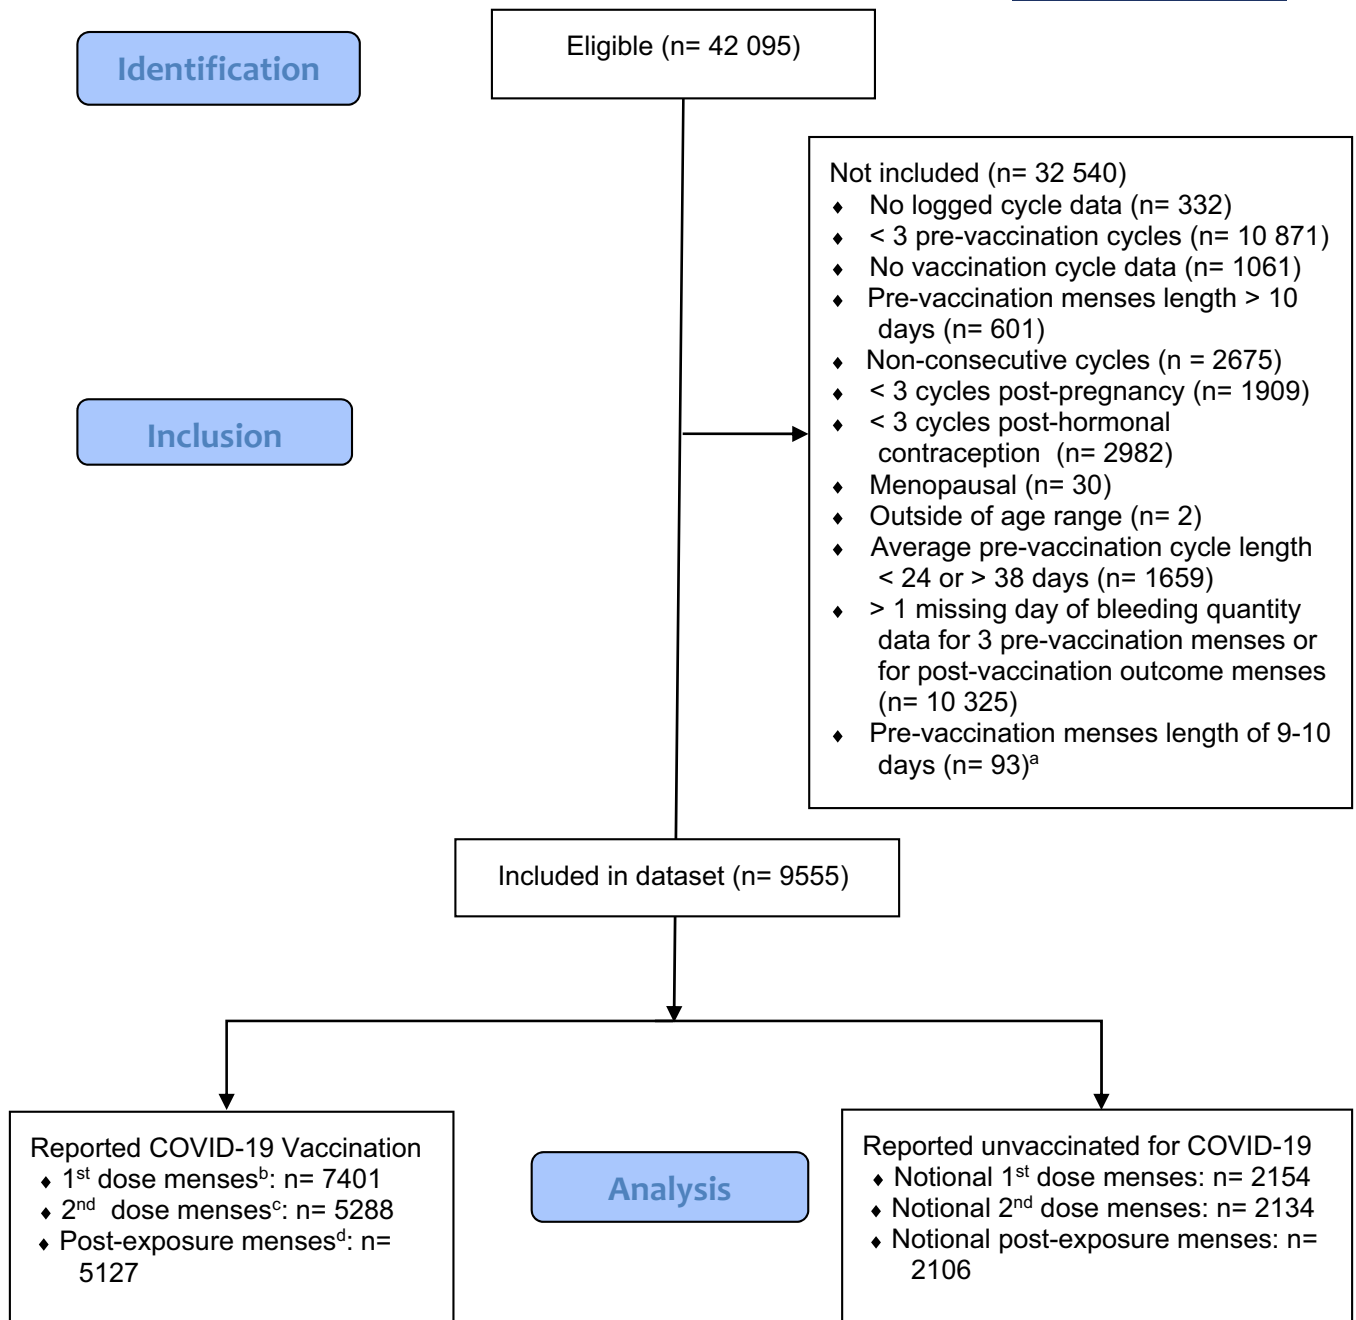 Identification
Eligible (n= 42 095)
Not included (n= 32 540)
♦ No logged cycle data (n= 332)
♦ < 3 pre-vaccination cycles (n= 10 871)
♦ No vaccination cycle data (n= 1061)
♦ Pre-vaccination menses length > 10
days (n= 601)
♦ Non-consecutive cycles (n = 2675)
♦ < 3 cycles post-pregnancy (n= 1909)
♦ < 3 cycles post-hormonal
contraception  (n= 2982)
♦ Menopausal (n= 30)
♦ Outside of age range (n= 2)
♦ Average pre-vaccination cycle length
< 24 or > 38 days (n= 1659)
♦ > 1 missing day of bleeding quantity
data for 3 pre-vaccination menses or
for post-vaccination outcome menses
(n= 10 325)
♦ Pre-vaccination menses length of 9-10
days (n= 93)ᵃ
Inclusion
Included in dataset (n= 9555)
Reported COVID-19 Vaccination
♦ 1ˢᵗ dose mensesᵇ: n= 7401
♦ 2ⁿᵈ  dose mensesᶜ: n= 5288
♦ Post-exposure mensesᵈ: n=
5127
Analysis
Reported unvaccinated for COVID-19
♦ Notional 1ˢᵗ dose menses: n= 2154
♦ Notional 2ⁿᵈ dose menses: n= 2134
♦ Notional post-exposure menses: n=
2106